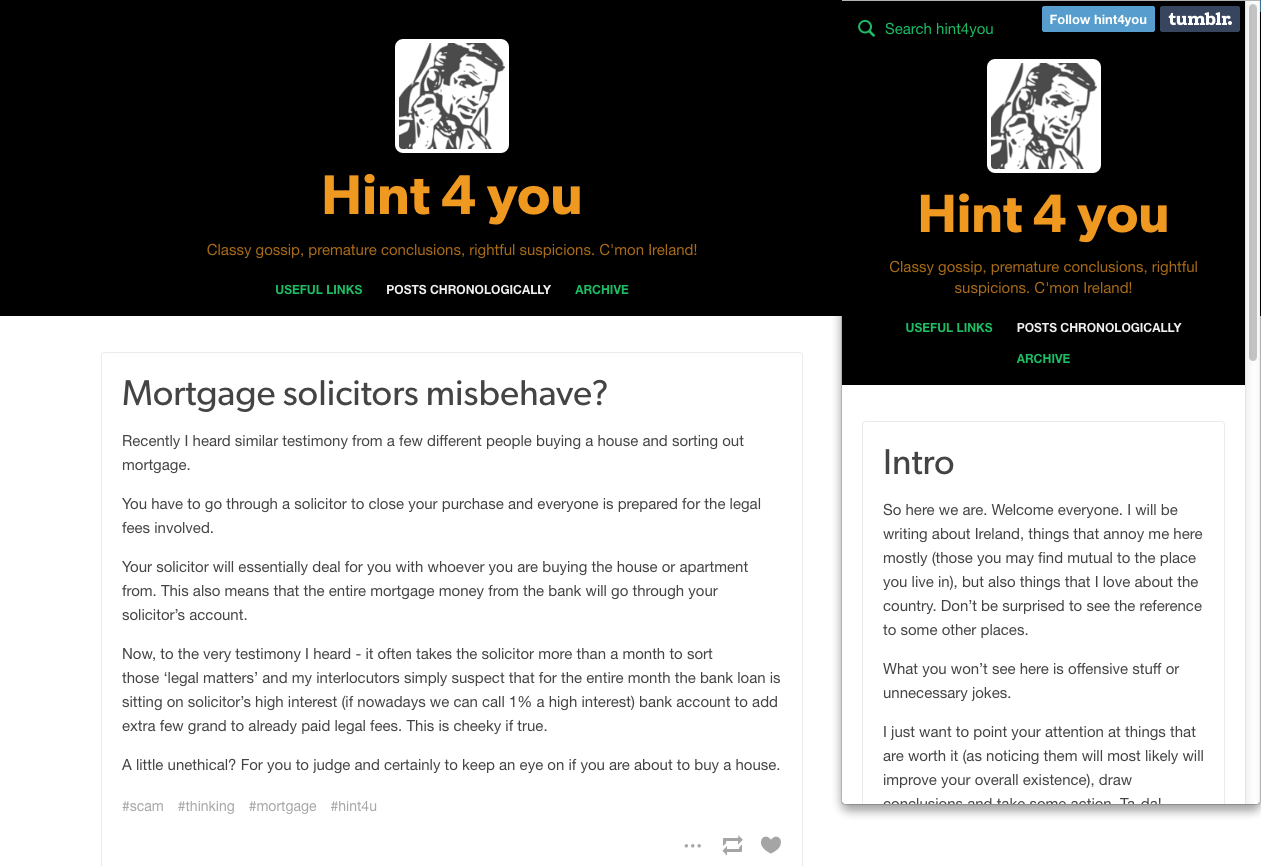 Hint 4 you
Classy gossip, premature conclusions, rightful suspicions. C'mon Ireland!
USEFUL LINKS POSTS CHRONOLOGICALLY ARCHIVE
Mortgage solicitors misbehave?
Recently I heard similar testimony from a few different people buying a house and sorting out
mortgage.
You have to go through a solicitor to close your purchase and everyone is prepared for the legal
fees involved.
Your solicitor will essentially deal for you with whoever you are buying the house or apartment
from. This also means that the entire mortgage money from the bank will go through your
solicitor’s account.
Now, to the very testimony I heard - it often takes the solicitor more than a month to sort
those ‘legal matters’ and my interlocutors simply suspect that for the entire month the bank loan is
sitting on solicitor’s high interest (if nowadays we can call 1% a high interest) bank account to add
extra few grand to already paid legal fees. This is cheeky if true.
A little unethical? For you to judge and certainly to keep an eye on if you are about to buy a house.
#scam #thinking #mortgage #hint4u
Search hint4you
Follow hint4you
tumblr.
Hint 4 you
Classy gossip, premature conclusions, rightful
suspicions. C'mon Ireland!
USEFUL LINKS POSTS CHRONOLOGICALLY
ARCHIVE
Intro
So here we are. Welcome everyone. I will be
writing about Ireland, things that annoy me here
mostly (those you may find mutual to the place
you live in), but also things that I love about the
country. Don’t be surprised to see the reference
to some other places.
What you won’t see here is offensive stuff or
unnecessary jokes.
I just want to point your attention at things that
are worth it (as noticing them will most likely will
improve your overall existence), draw
conclusions and take some action. Ta-da!